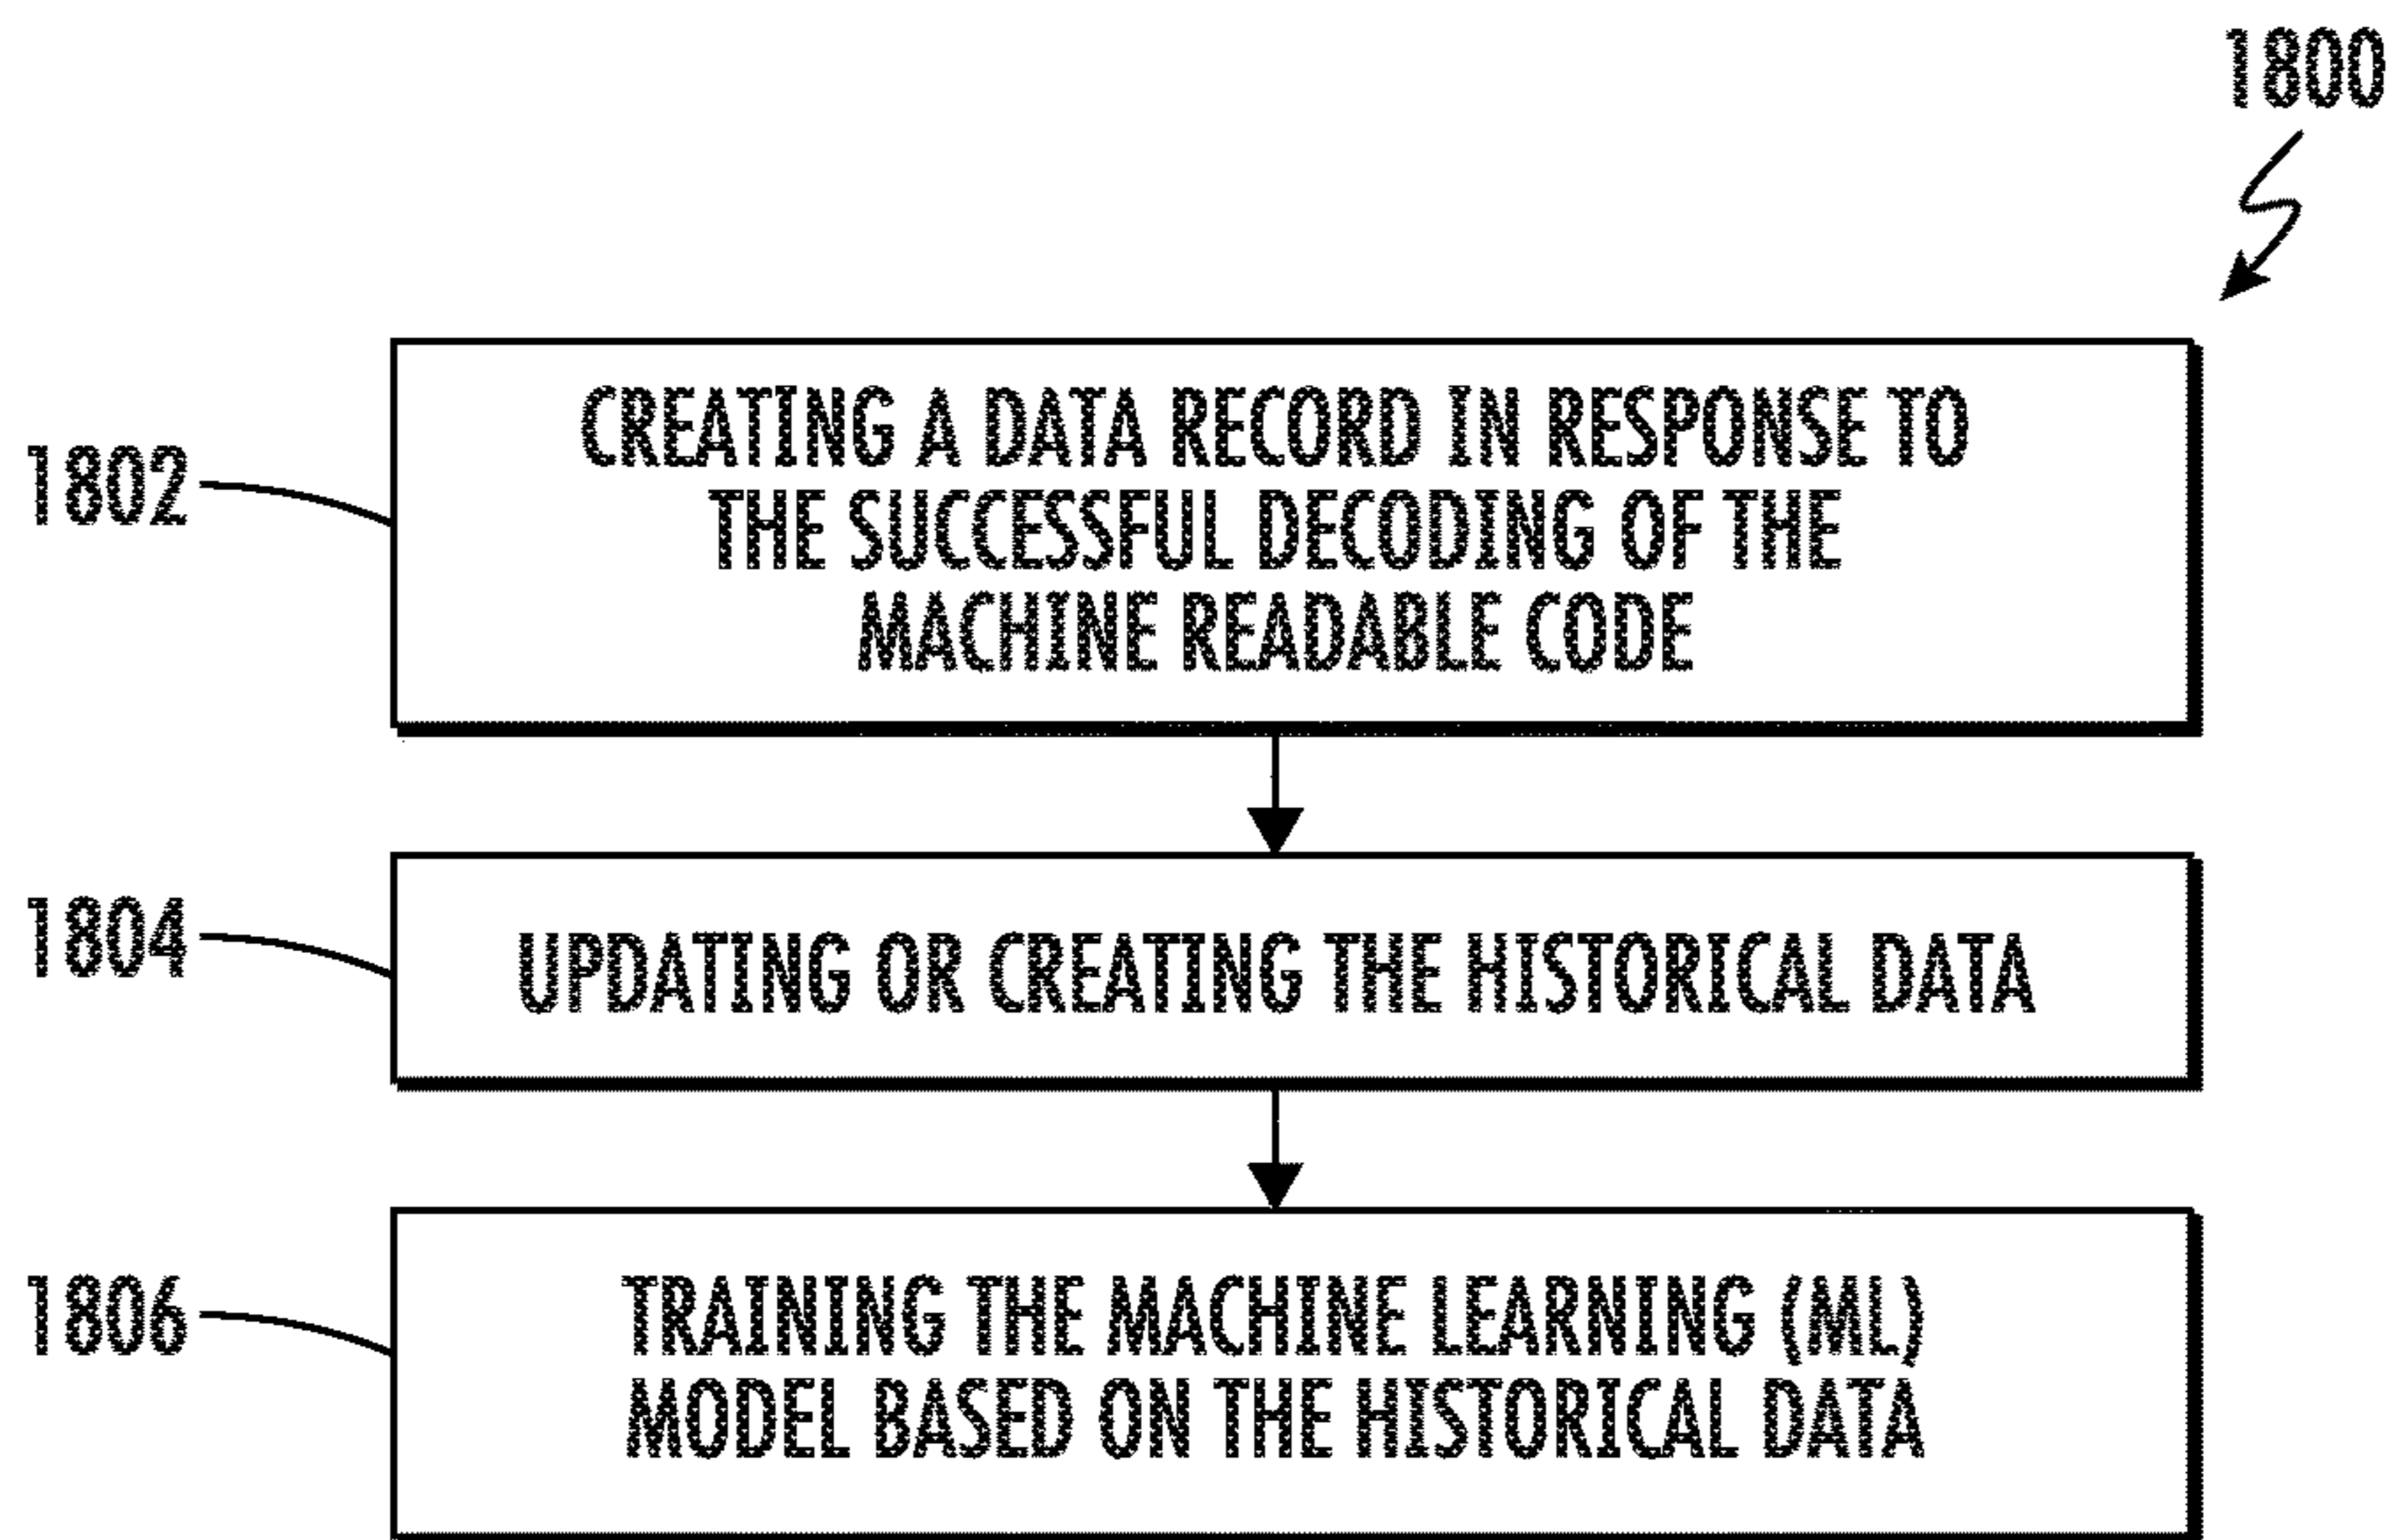 1800
1802
CREATING A DATA RECORD IN RESPONSE TO
THE SUCCESSFUL DECODING OF THE
MACHINE READABLE CODE
1804
UPDATING OR CREATING THE HISTORICAL DATA
1806
TRAINING THE MACHINE LEARNING (ML)
MODEL BASED ON THE HISTORICAL DATA